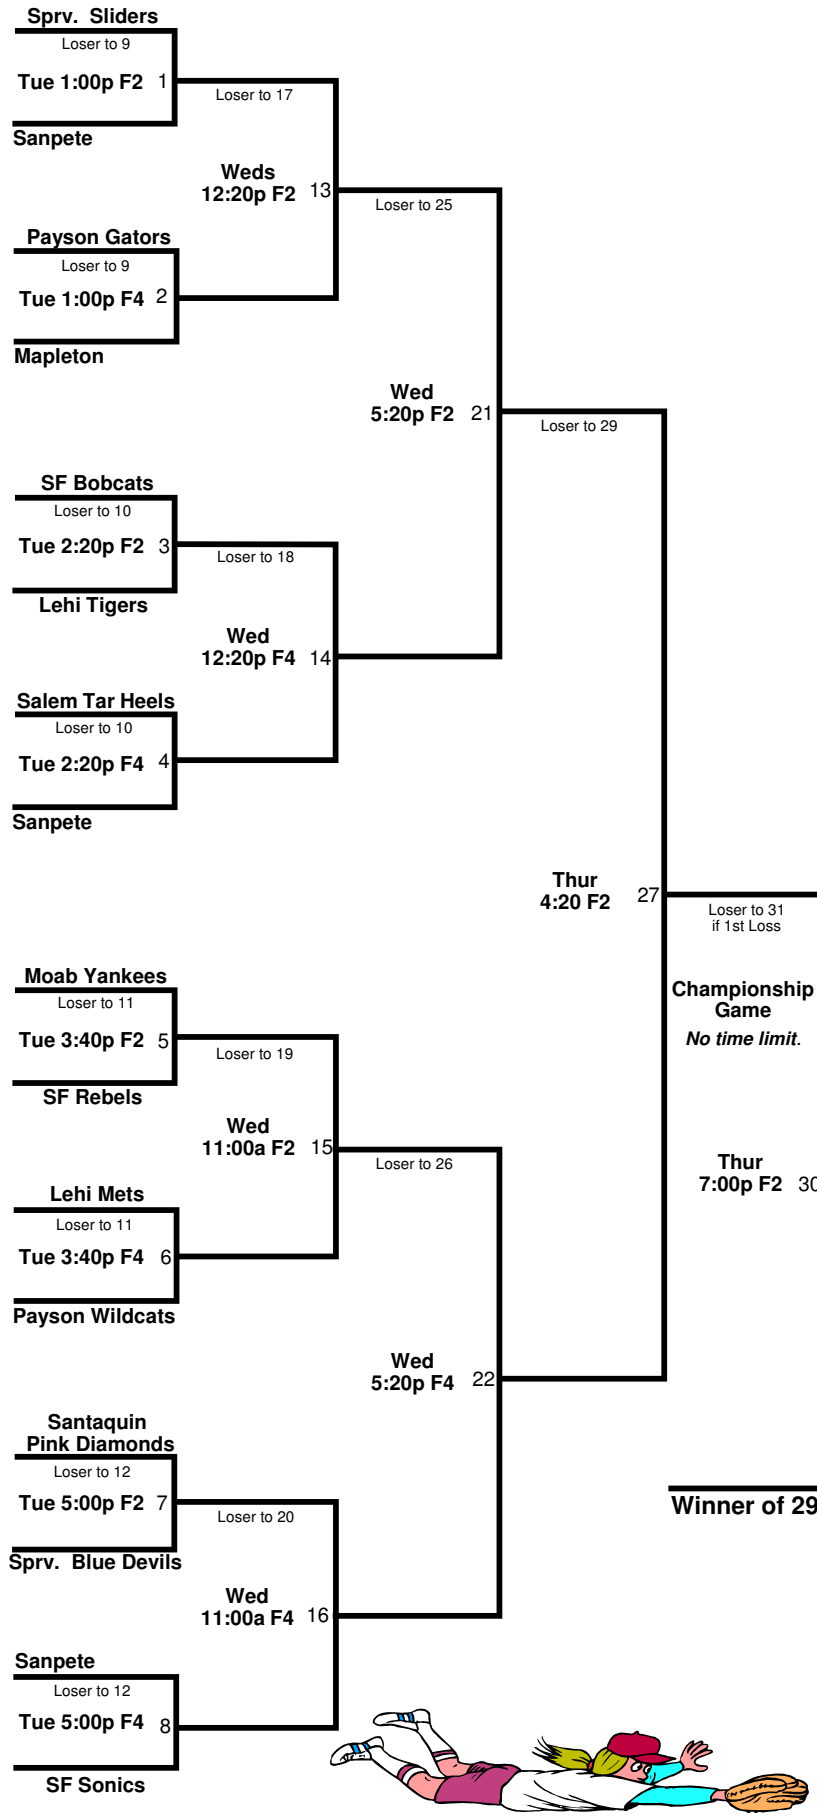 Sprv.  Sliders
Loser to 9
Tue 1:00p F2 1
Loser to 17
Sanpete
Weds
12:20p F2 13
Loser to 25
Payson Gators
Loser to 9
Tue 1:00p F4 2
Mapleton
Wed
5:20p F2 21
Loser to 29
SF Bobcats
Loser to 10
Tue 2:20p F2 3
Loser to 18
Lehi Tigers
Wed
12:20p F4 14
Salem Tar Heels
Loser to 10
Tue 2:20p F4 4
Sanpete
Thur
4:20 F2 27
Loser to 31
if 1st Loss
Moab Yankees
Loser to 11
Tue 3:40p F2 5
Loser to 19
SF Rebels
Championship
Game
No time limit.
Wed
11:00a F2 15
Loser to 26
Thur
7:00p F2 30
Lehi Mets
Loser to 11
Tue 3:40p F4 6
Payson Wildcats
Wed
5:20p F4 22
Santaquin
Pink Diamonds
Loser to 12
Tue 5:00p F2 7
Loser to 20
Winner of 29
Sprv.  Blue Devils
Wed
11:00a F4 16
Sanpete
Loser to 12
Tue 5:00p F4 8
SF Sonics